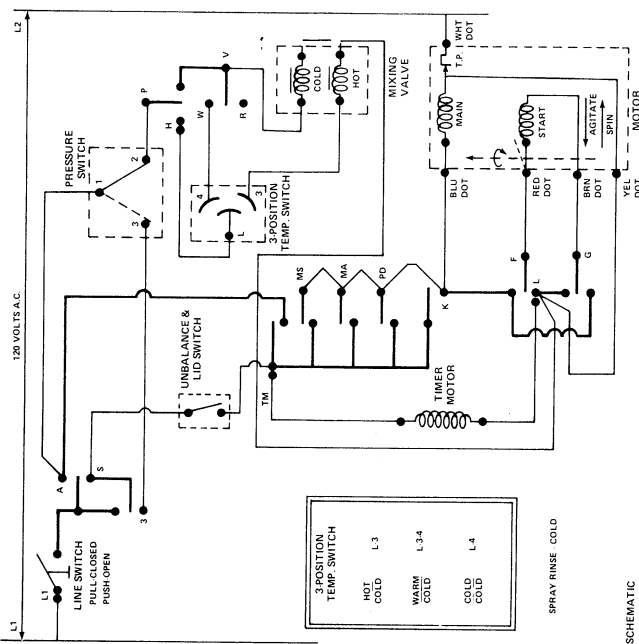 L1
120 VOLTS A.C.
L2
L1
LINE SWITCH
PULL-CLOSED
PUSH-OPEN
A
S
3
PRESSURE
SWITCH
1
2
3
P
H
W
V
R
4
L
3
3-POSITION
TEMP. SWITCH
COLD
HOT
MIXING
VALVE
UNBALANCE &
LID SWITCH
TM
MS
MA
PD
K
TIMER
MOTOR
F
L
G
BLU
DOT
RED
DOT
BRN
DOT
YEL
DOT
WHT
DOT
T.P.
MAIN
START
AGITATE
SPIN
MOTOR
3-POSITION
TEMP. SWITCH
HOT
COLD
L-3
WARM
COLD
L-3-4
COLD
COLD
L-4
SPRAY RINSE - COLD
SCHEMATIC